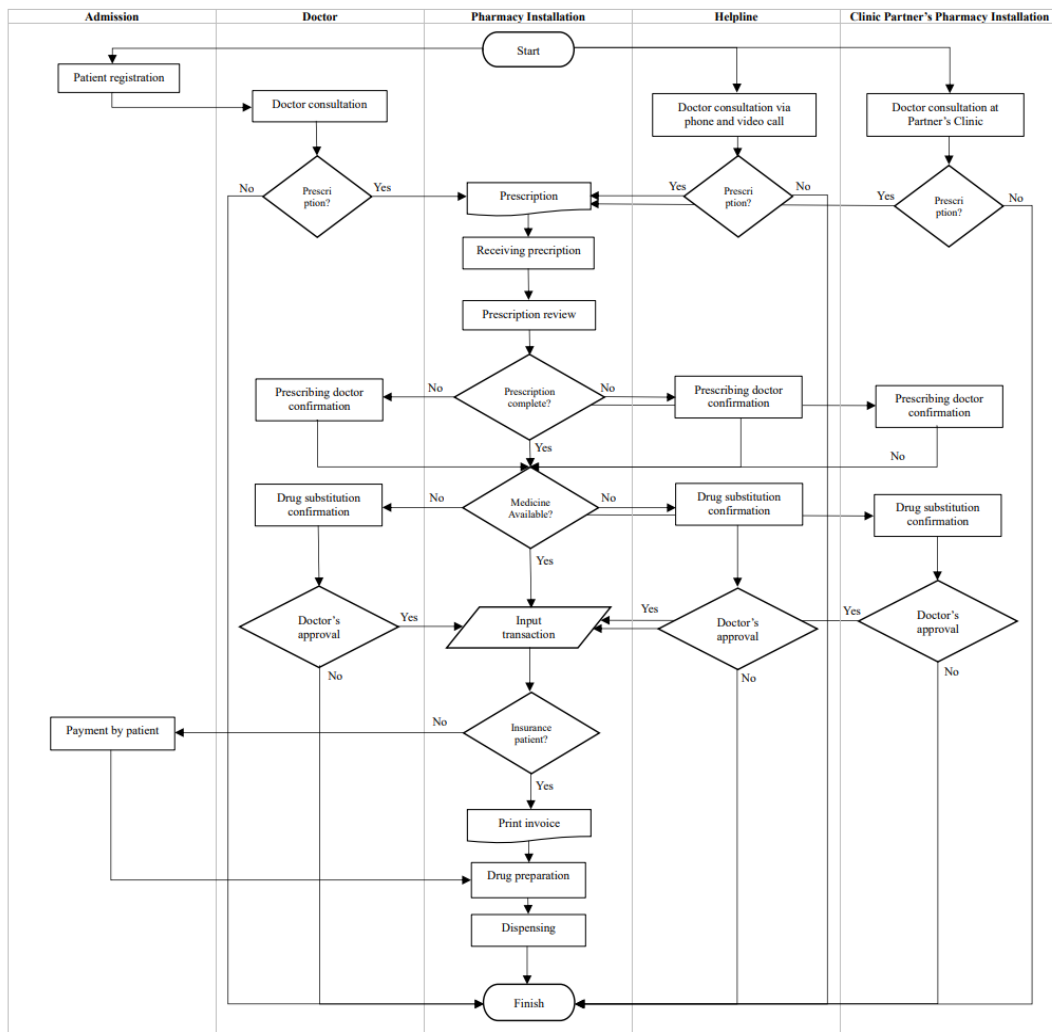 Admission
Doctor
Pharmacy Installation
Helpline
Clinic Partner's Pharmacy Installation
Start
Patient registration
Doctor consultation
Doctor consultation via
phone and video call
Doctor consultation at
Partner's Clinic
No
Prescri
ption?
Yes
Prescription
Yes
Prescri
ption?
No
Yes
Prescri
ption?
No
Receiving precription
Prescription review
Prescribing doctor
confirmation
No
Prescription
complete?
No
Prescribing doctor
confirmation
Prescribing doctor
confirmation
Yes
No
Drug substitution
confirmation
No
Medicine
Available?
No
Drug substitution
confirmation
Drug substitution
confirmation
Yes
Doctor's
approval
Yes
Input
transaction
Yes
Doctor's
approval
Yes
Doctor's
approval
No
No
No
Payment by patient
No
Insurance
patient?
Yes
Print invoice
Drug preparation
Dispensing
Finish